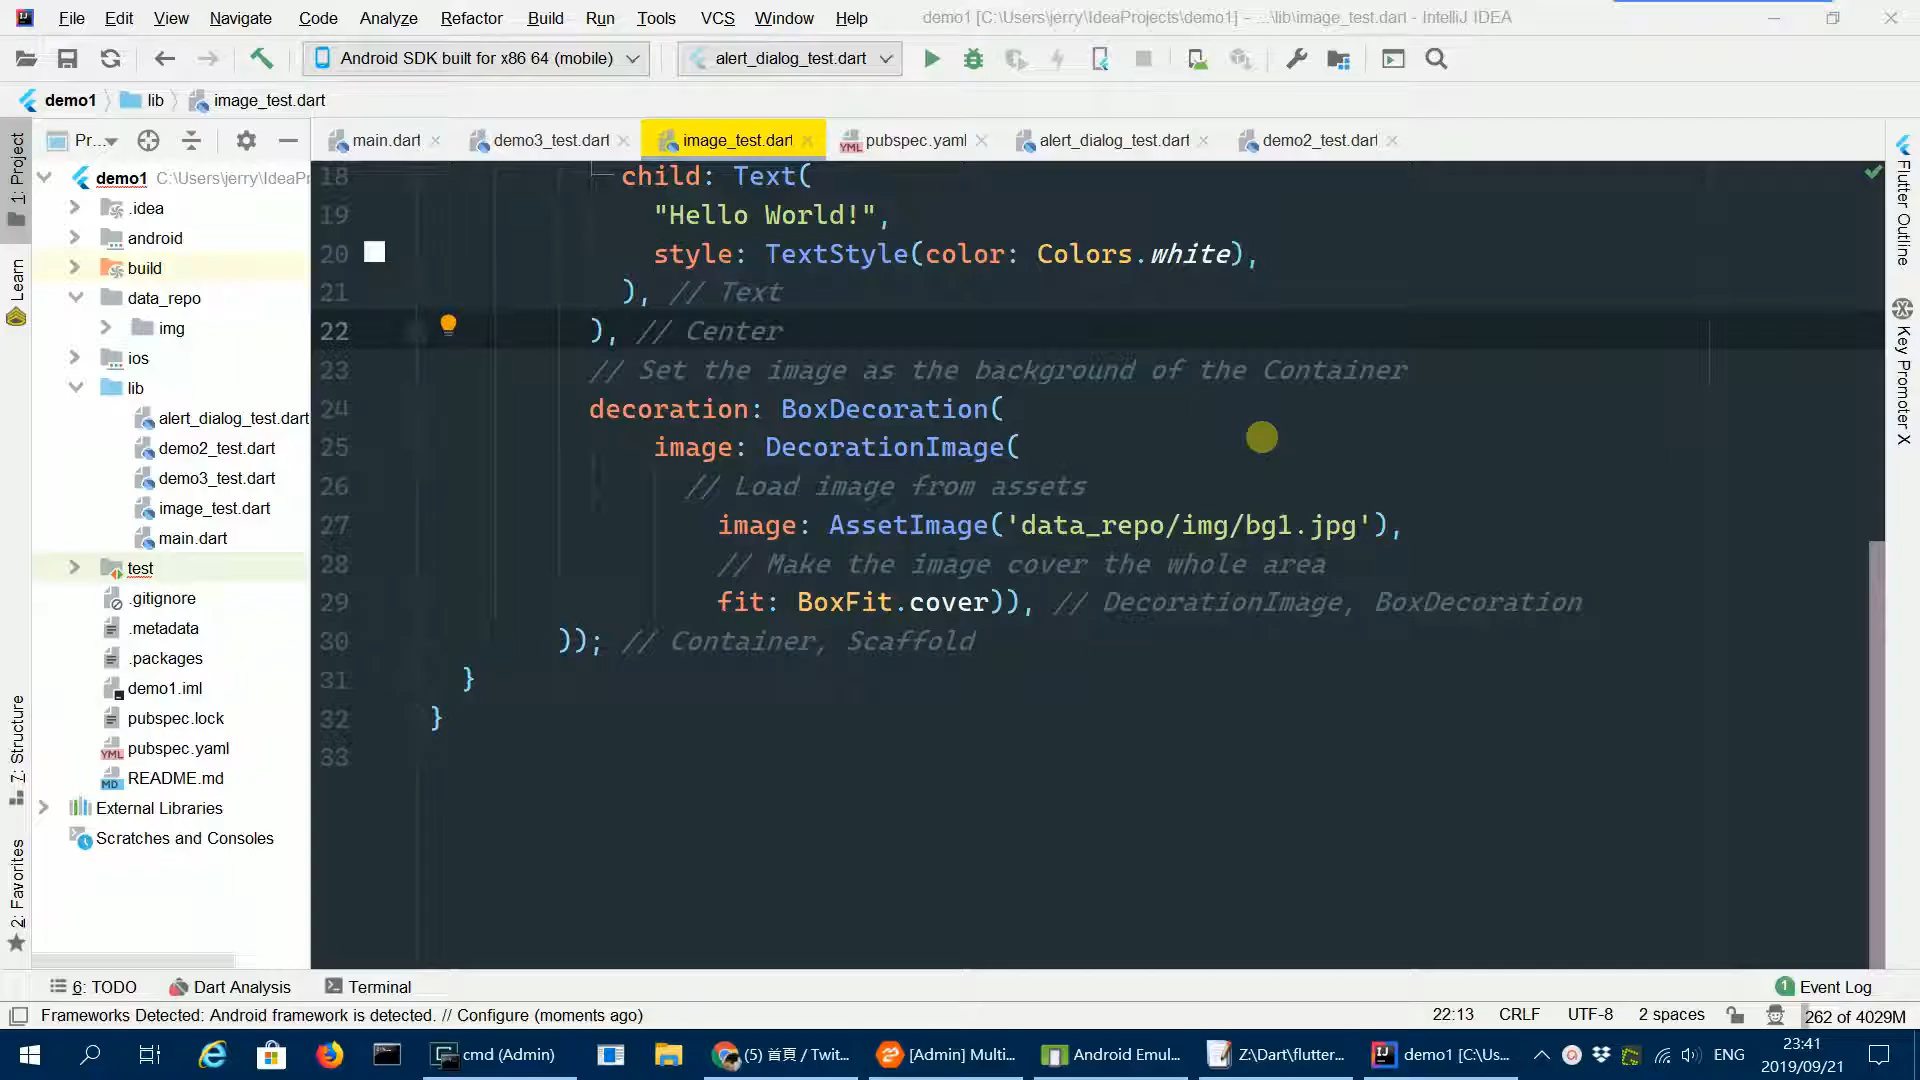 File Edit View Navigate Code Analyze Refactor Build Run Tools VCS Window Help demo1 [C:\Users\jerry\IdeaProjects\demo1] - ...\lib\image_test.dart - IntelliJ IDEA
Android SDK built for x86 64 (mobile) alert_dialog_test.dart
demo1 lib image_test.dart
Pr... main.dart demo3_test.dart image_test.dart pubspec.yaml alert_dialog_test.dart demo2_test.dart
1: Project
Learn
7: Structure
2: Favorites
demo1 C:\Users\jerry\IdeaPr
.idea
android
build
data_repo
img
ios
lib
alert_dialog_test.dart
demo2_test.dart
demo3_test.dart
image_test.dart
main.dart
test
.gitignore
.metadata
.packages
demo1.iml
pubspec.lock
pubspec.yaml
README.md
External Libraries
Scratches and Consoles
18 child: Text(
19 "Hello World!",
20 style: TextStyle(color: Colors.white),
21 ), // Text
22 ), // Center
23 // Set the image as the background of the Container
24 decoration: BoxDecoration(
25 image: DecorationImage(
26 // Load image from assets
27 image: AssetImage('data_repo/img/bg1.jpg'),
28 // Make the image cover the whole area
29 fit: BoxFit.cover)), // DecorationImage, BoxDecoration
30 )); // Container, Scaffold
31 }
32 }
33
Flutter Outline
Key Promoter X
6: TODO Dart Analysis Terminal 1 Event Log
Frameworks Detected: Android framework is detected. // Configure (moments ago) 22:13 CRLF UTF-8 2 spaces 262 of 4029M
cmd (Admin) (5) 首頁 / Twit... [Admin] Multi... Android Emul... Z:\Dart\flutter... demo1 [C:\Us... ENG 23:41
2019/09/21